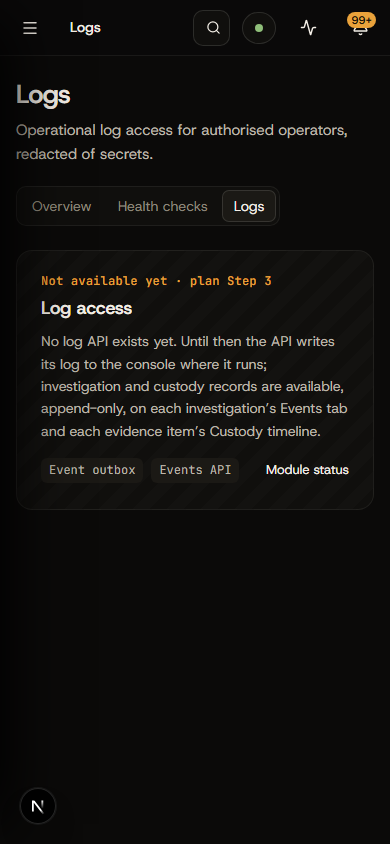 Logs
99+
Logs
Operational log access for authorised operators,
redacted of secrets.
Overview Health checks Logs
Not available yet · plan Step 3
Log access
No log API exists yet. Until then the API writes
its log to the console where it runs;
investigation and custody records are available,
append-only, on each investigation's Events tab
and each evidence item's Custody timeline.
Event outbox Events API Module status
N